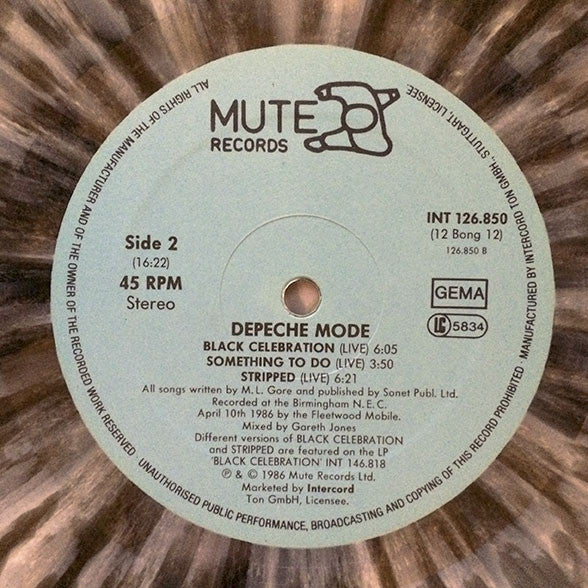 MUTE
RECORDS
Side 2
(16:22)
45 RPM
Stereo
INT 126.850
(12 Bong 12)
126.850 B
GEMA
LC 5834
DEPECHE MODE
BLACK CELEBRATION (LIVE) 6:05
SOMETHING TO DO (LIVE) 3:50
STRIPPED (LIVE) 6:21
All songs written by M.L. Gore and published by Sonet Publ. Ltd.
Recorded at the Birmingham N.E.C.
April 10th 1986 by the Fleetwood Mobile.
Mixed by Gareth Jones
Different versions of BLACK CELEBRATION
and STRIPPED are featured on the LP
'BLACK CELEBRATION' INT 146.818
℗ & © 1986 Mute Records Ltd.
Marketed by Intercord
Ton GmbH, Licensee.
ALL RIGHTS OF THE MANUFACTURER AND OF THE OWNER OF THE RECORDED WORK RESERVED · UNAUTHORISED PUBLIC PERFORMANCE, BROADCASTING AND COPYING OF THIS RECORD PROHIBITED · MANUFACTURED BY INTERCORD TON GMBH., STUTTGART, LICENSEE